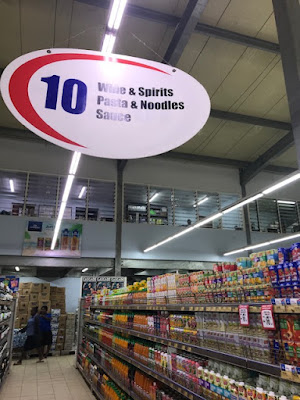 10
Wine & Spirits
Pasta & Noodles
Sauce